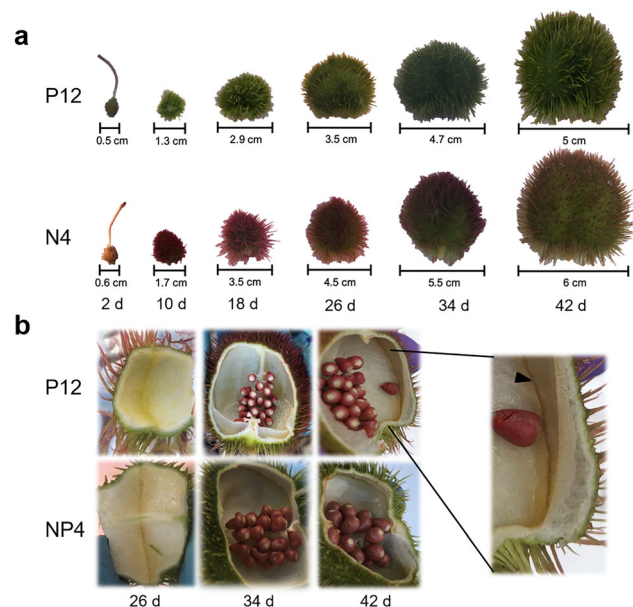 a
P12
0.5 cm 1.3 cm 2.9 cm 3.5 cm 4.7 cm 5 cm
N4
0.6 cm 1.7 cm 3.5 cm 4.5 cm 5.5 cm 6 cm
2 d 10 d 18 d 26 d 34 d 42 d
b
P12
NP4
26 d 34 d 42 d